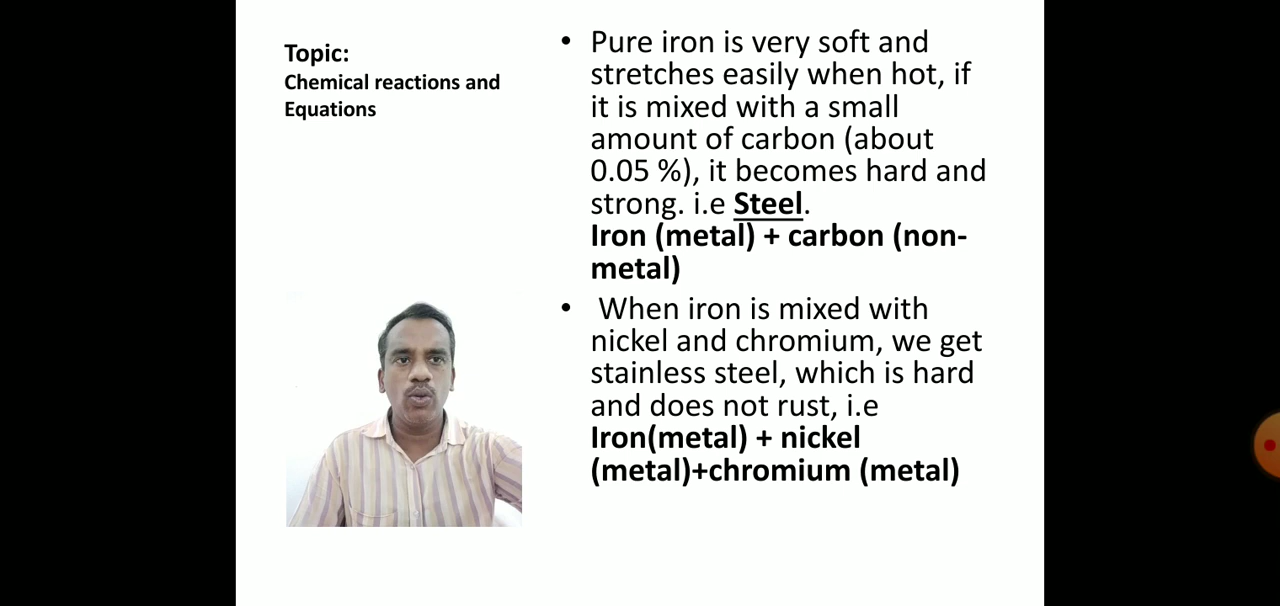 Topic:
Chemical reactions and
Equations
• Pure iron is very soft and
stretches easily when hot, if
it is mixed with a small
amount of carbon (about
0.05 %), it becomes hard and
strong. i.e Steel.
Iron (metal) + carbon (non-
metal)
• When iron is mixed with
nickel and chromium, we get
stainless steel, which is hard
and does not rust, i.e
Iron(metal) + nickel
(metal)+chromium (metal)